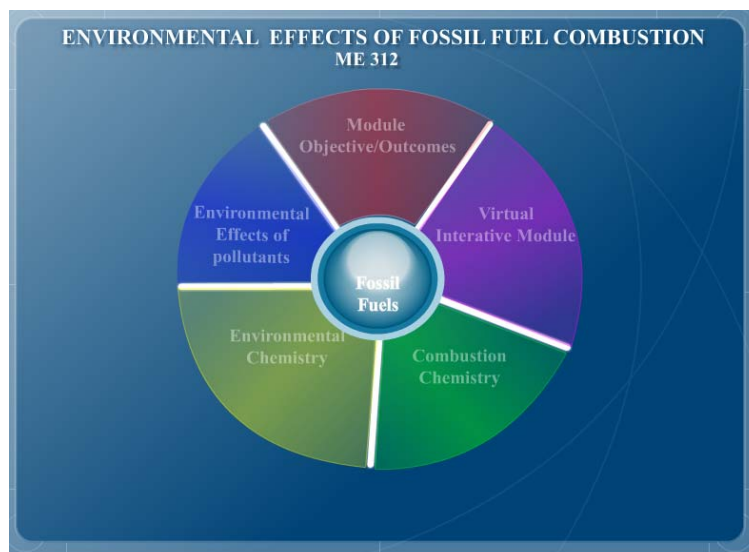 ENVIRONMENTAL EFFECTS OF FOSSIL FUEL COMBUSTION
ME 312
Module
Objective/Outcomes
Environmental
Effects of
pollutants
Virtual
Interative Module
Fossil
Fuels
Environmental
Chemistry
Combustion
Chemistry